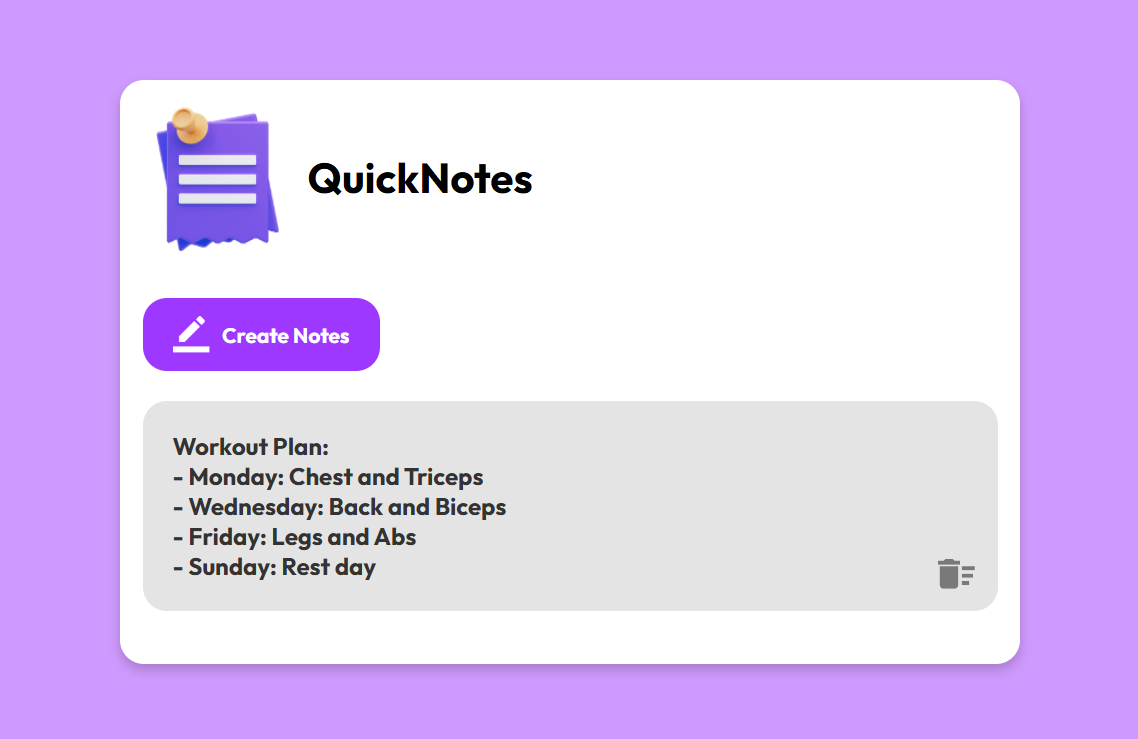 QuickNotes
Create Notes
Workout Plan:
- Monday: Chest and Triceps
- Wednesday: Back and Biceps
- Friday: Legs and Abs
- Sunday: Rest day